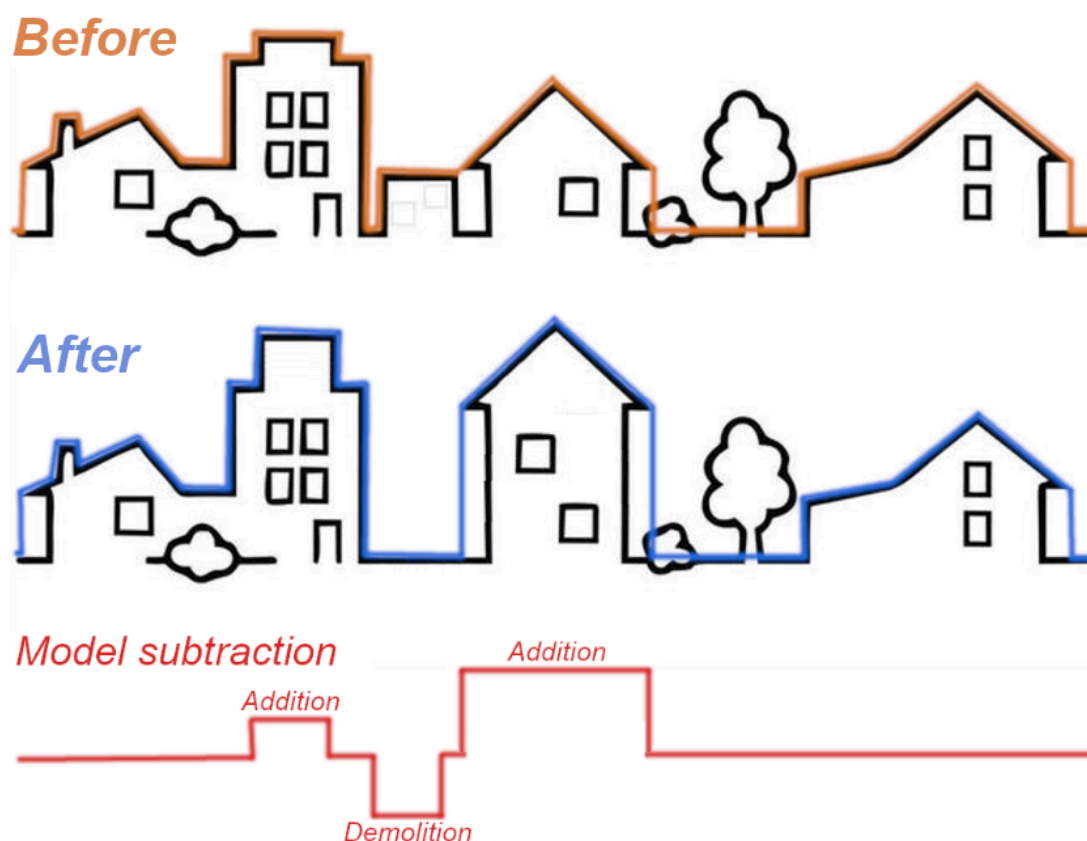 Before
After
Model subtraction
Addition
Addition
Demolition